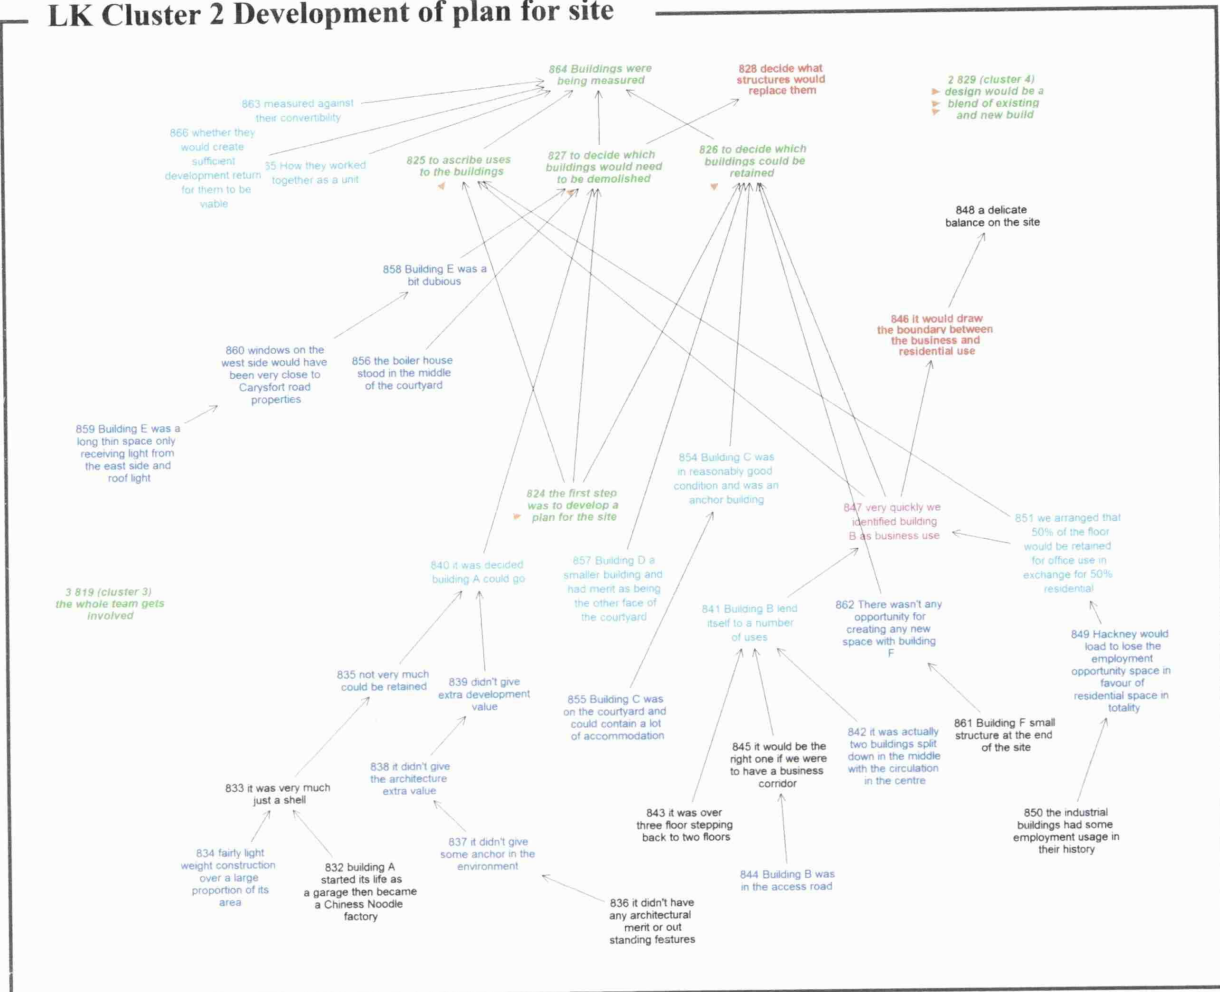 LK Cluster 2 Development of plan for site
864 Buildings were
being measured
828 decide what
structures would
replace them
2 829 (cluster 4)
design would be a
blend of existing
and new build
863 measured against
their convertibility
866 whether they
would create
sufficient
development return
for them to be
viable
65 How they worked
together as a unit
825 to ascribe uses
to the buildings
827 to decide which
buildings would need
to be demolished
826 to decide which
buildings could be
retained
848 a delicate
balance on the site
858 Building E was a
bit dubious
846 it would draw
the boundary between
the business and
residential use
860 windows on the
west side would have
been very close to
Carysfort road
properties
856 the boiler house
stood in the middle
of the courtyard
859 Building E was a
long thin space only
receiving light from
the east side and
roof light
854 Building C was
in reasonably good
condition and was an
anchor building
824 the first step
was to develop a
plan for the site
847 very quickly we
identified building
B as business use
851 we arranged that
50% of the floor
would be retained
for office use in
exchange for 50%
residential
840 it was decided
building A could go
857 Building D a
smaller building and
had merit as being
the other face of
the courtyard
3 819 (cluster 3)
the whole team gets
involved
841 Building B lend
itself to a number
of uses
862 There wasn't any
opportunity for
creating any new
space with building
F
849 Hackney would
load to lose the
employment
opportunity space in
favour of
residential space in
totality
835 not very much
could be retained
839 didn't give
extra development
value
855 Building C was
on the courtyard and
could contain a lot
of accommodation
861 Building F small
structure at the end
of the site
842 it was actually
two buildings split
down in the middle
with the circulation
in the centre
845 it would be the
right one if we were
to have a business
corridor
838 it didn't give
the architecture
extra value
833 it was very much
just a shell
843 it was over
three floor stepping
back to two floors
850 the industrial
buildings had some
employment usage in
their history
837 it didn't give
some anchor in the
environment
834 fairly light
weight construction
over a large
proportion of its
area
832 building A
started its life as
a garage then became
a Chiness Noodle
factory
844 Building B was
in the access road
836 it didn't have
any architectural
merit or out
standing features